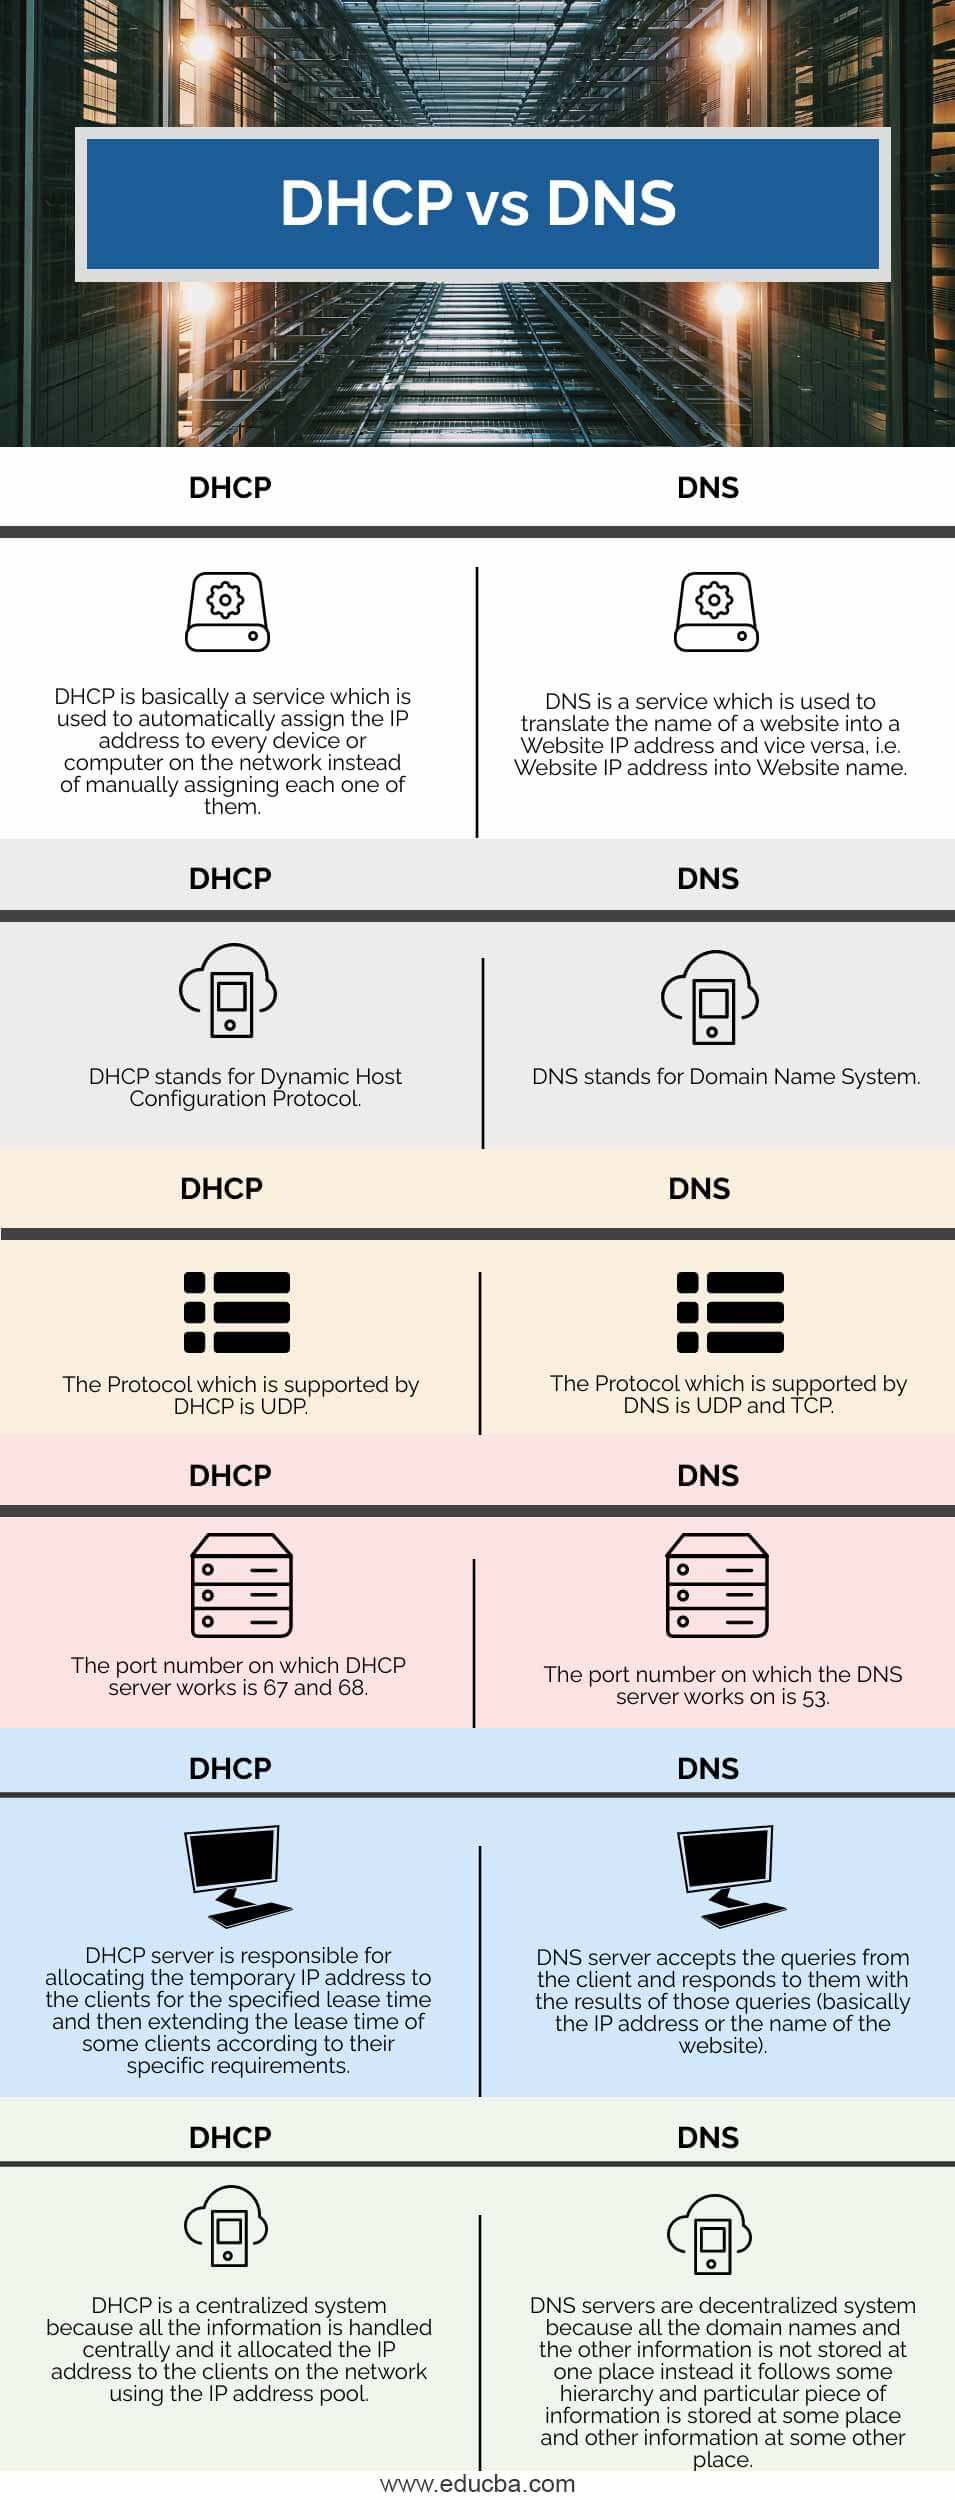 DHCP vs DNS
DHCP
DNS
DHCP is basically a service which is
used to automatically assign the IP
address to every device or
computer on the network instead
of manually assigning each one of
them.
DNS is a service which is used to
translate the name of a website into a
Website IP address and vice versa, i.e.
Website IP address into Website name.
DHCP
DNS
DHCP stands for Dynamic Host
Configuration Protocol.
DNS stands for Domain Name System.
DHCP
DNS
The Protocol which is supported by
DHCP is UDP.
The Protocol which is supported by
DNS is UDP and TCP.
DHCP
DNS
The port number on which DHCP
server works is 67 and 68.
The port number on which the DNS
server works on is 53.
DHCP
DNS
DHCP server is responsible for
allocating the temporary IP address to
the clients for the specified lease time
and then extending the lease time of
some clients according to their
specific requirements.
DNS server accepts the queries from
the client and responds to them with
the results of those queries (basically
the IP address or the name of the
website).
DHCP
DNS
DHCP is a centralized system
because all the information is handled
centrally and it allocated the IP
address to the clients on the network
using the IP address pool.
DNS servers are decentralized system
because all the domain names and
the other information is not stored at
one place instead it follows some
hierarchy and particular piece of
information is stored at some place
and other information at some other
place.
www.educba.com